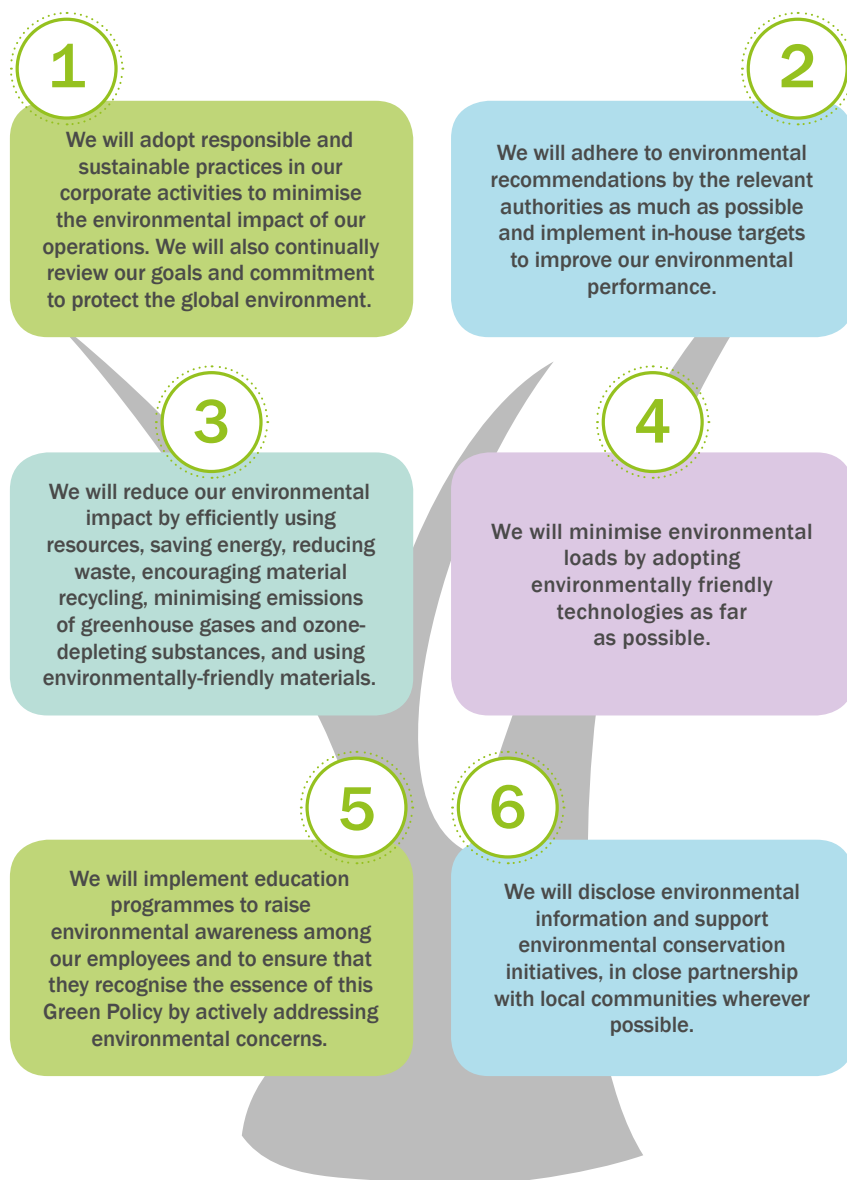 1
We will adopt responsible and
sustainable practices in our
corporate activities to minimise
the environmental impact of our
operations. We will also continually
review our goals and commitment
to protect the global environment.
2
We will adhere to environmental
recommendations by the relevant
authorities as much as possible
and implement in-house targets
to improve our environmental
performance.
3
We will reduce our environmental
impact by efficiently using
resources, saving energy, reducing
waste, encouraging material
recycling, minimising emissions
of greenhouse gases and ozone-
depleting substances, and using
environmentally-friendly materials.
4
We will minimise environmental
loads by adopting
environmentally friendly
technologies as far
as possible.
5
We will implement education
programmes to raise
environmental awareness among
our employees and to ensure that
they recognise the essence of this
Green Policy by actively addressing
environmental concerns.
6
We will disclose environmental
information and support
environmental conservation
initiatives, in close partnership
with local communities wherever
possible.